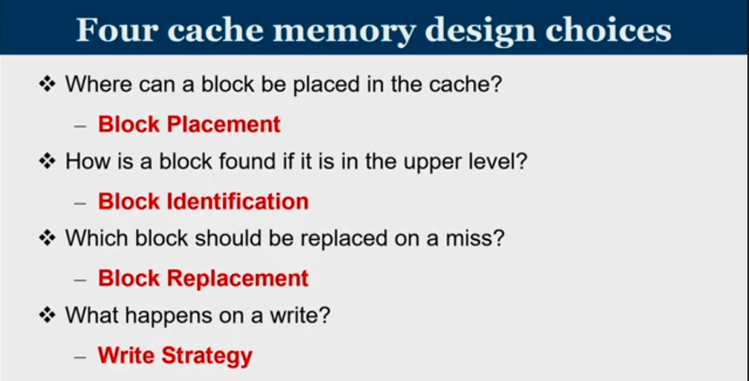 Four cache memory design choices
❖ Where can a block be placed in the cache?
– Block Placement
❖ How is a block found if it is in the upper level?
– Block Identification
❖ Which block should be replaced on a miss?
– Block Replacement
❖ What happens on a write?
– Write Strategy